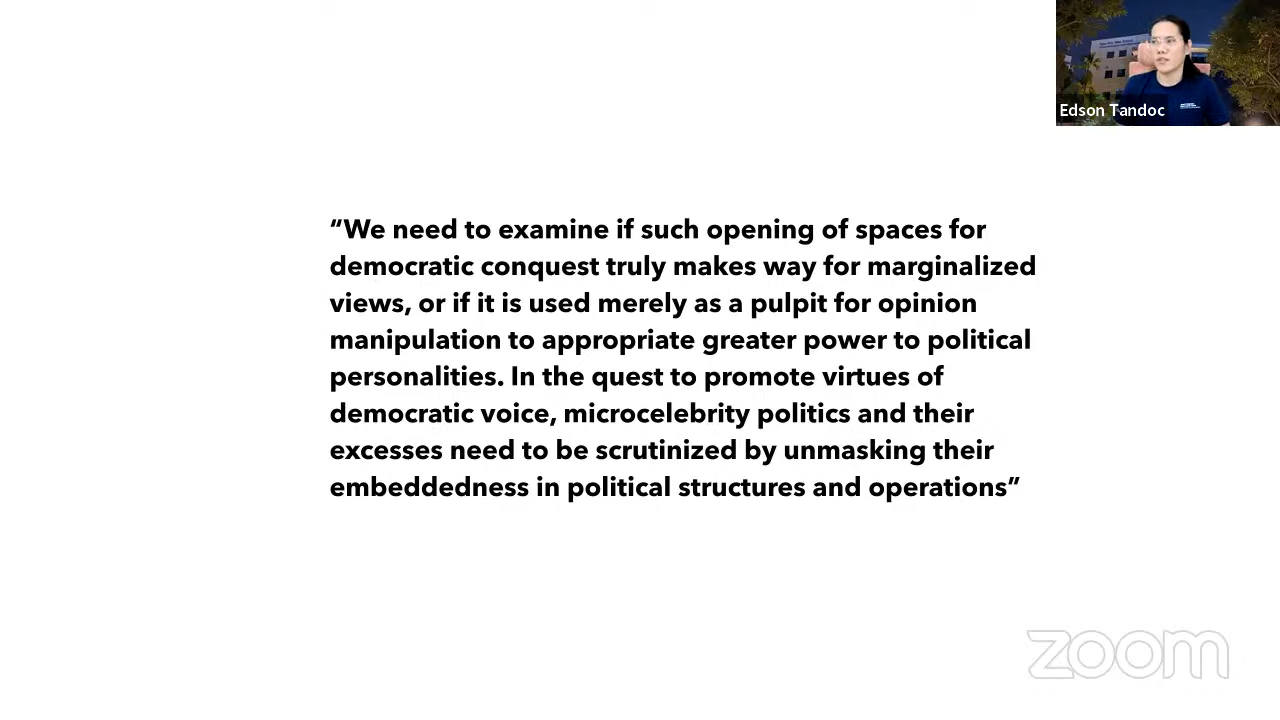 Edson Tandoc
“We need to examine if such opening of spaces for
democratic conquest truly makes way for marginalized
views, or if it is used merely as a pulpit for opinion
manipulation to appropriate greater power to political
personalities. In the quest to promote virtues of
democratic voice, microcelebrity politics and their
excesses need to be scrutinized by unmasking their
embeddedness in political structures and operations”
zoom